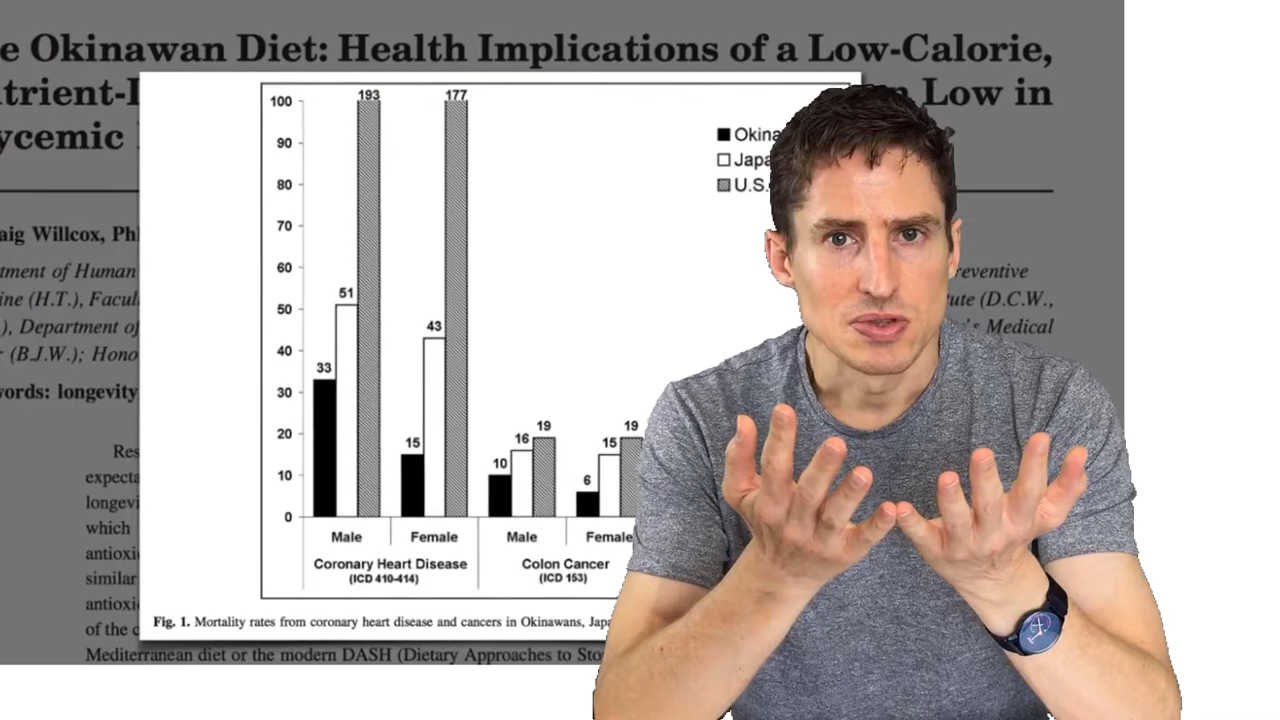 e Okinawan Diet: Health Implications of a Low-Calorie,
Low in
ycemic
aig Willcox, Ph
tment of Human
reventive
ine (H.T.), Facul
ute (D.C.W.,
), Department of
's Medical
r (B.J.W.); Hono
words: longevity
Res
expecta
longevi
which
antioxi
similar
antioxi
of the c
Mediterranean diet or the modern DASH (Dietary Approaches to Sto
193 177
100
90
80
70
60
50
40
30
20
10
0
33 51
15 43
10 16 19
6 15 19
Okina
Japa
U.S.
Male Female Male Female
Coronary Heart Disease Colon Cancer
(ICD 410-414) (ICD 153)
Fig. 1. Mortality rates from coronary heart disease and cancers in Okinawans, Japa